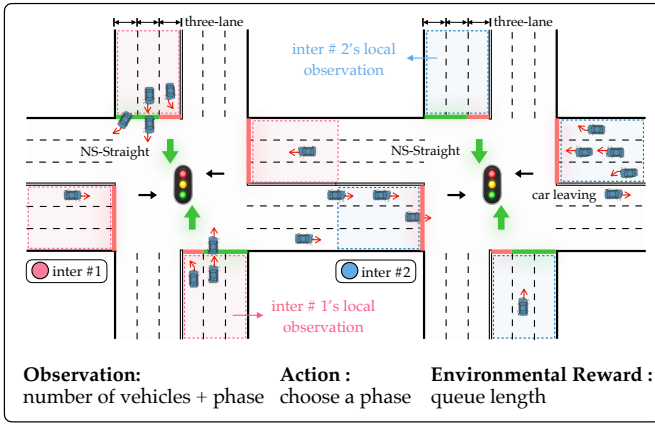 three-lane
three-lane
inter # 2's local
observation
NS-Straight
NS-Straight
car leaving
inter #1
inter #2
inter # 1's local
observation
Observation:
number of vehicles + phase
Action :
choose a phase
Environmental Reward :
queue length